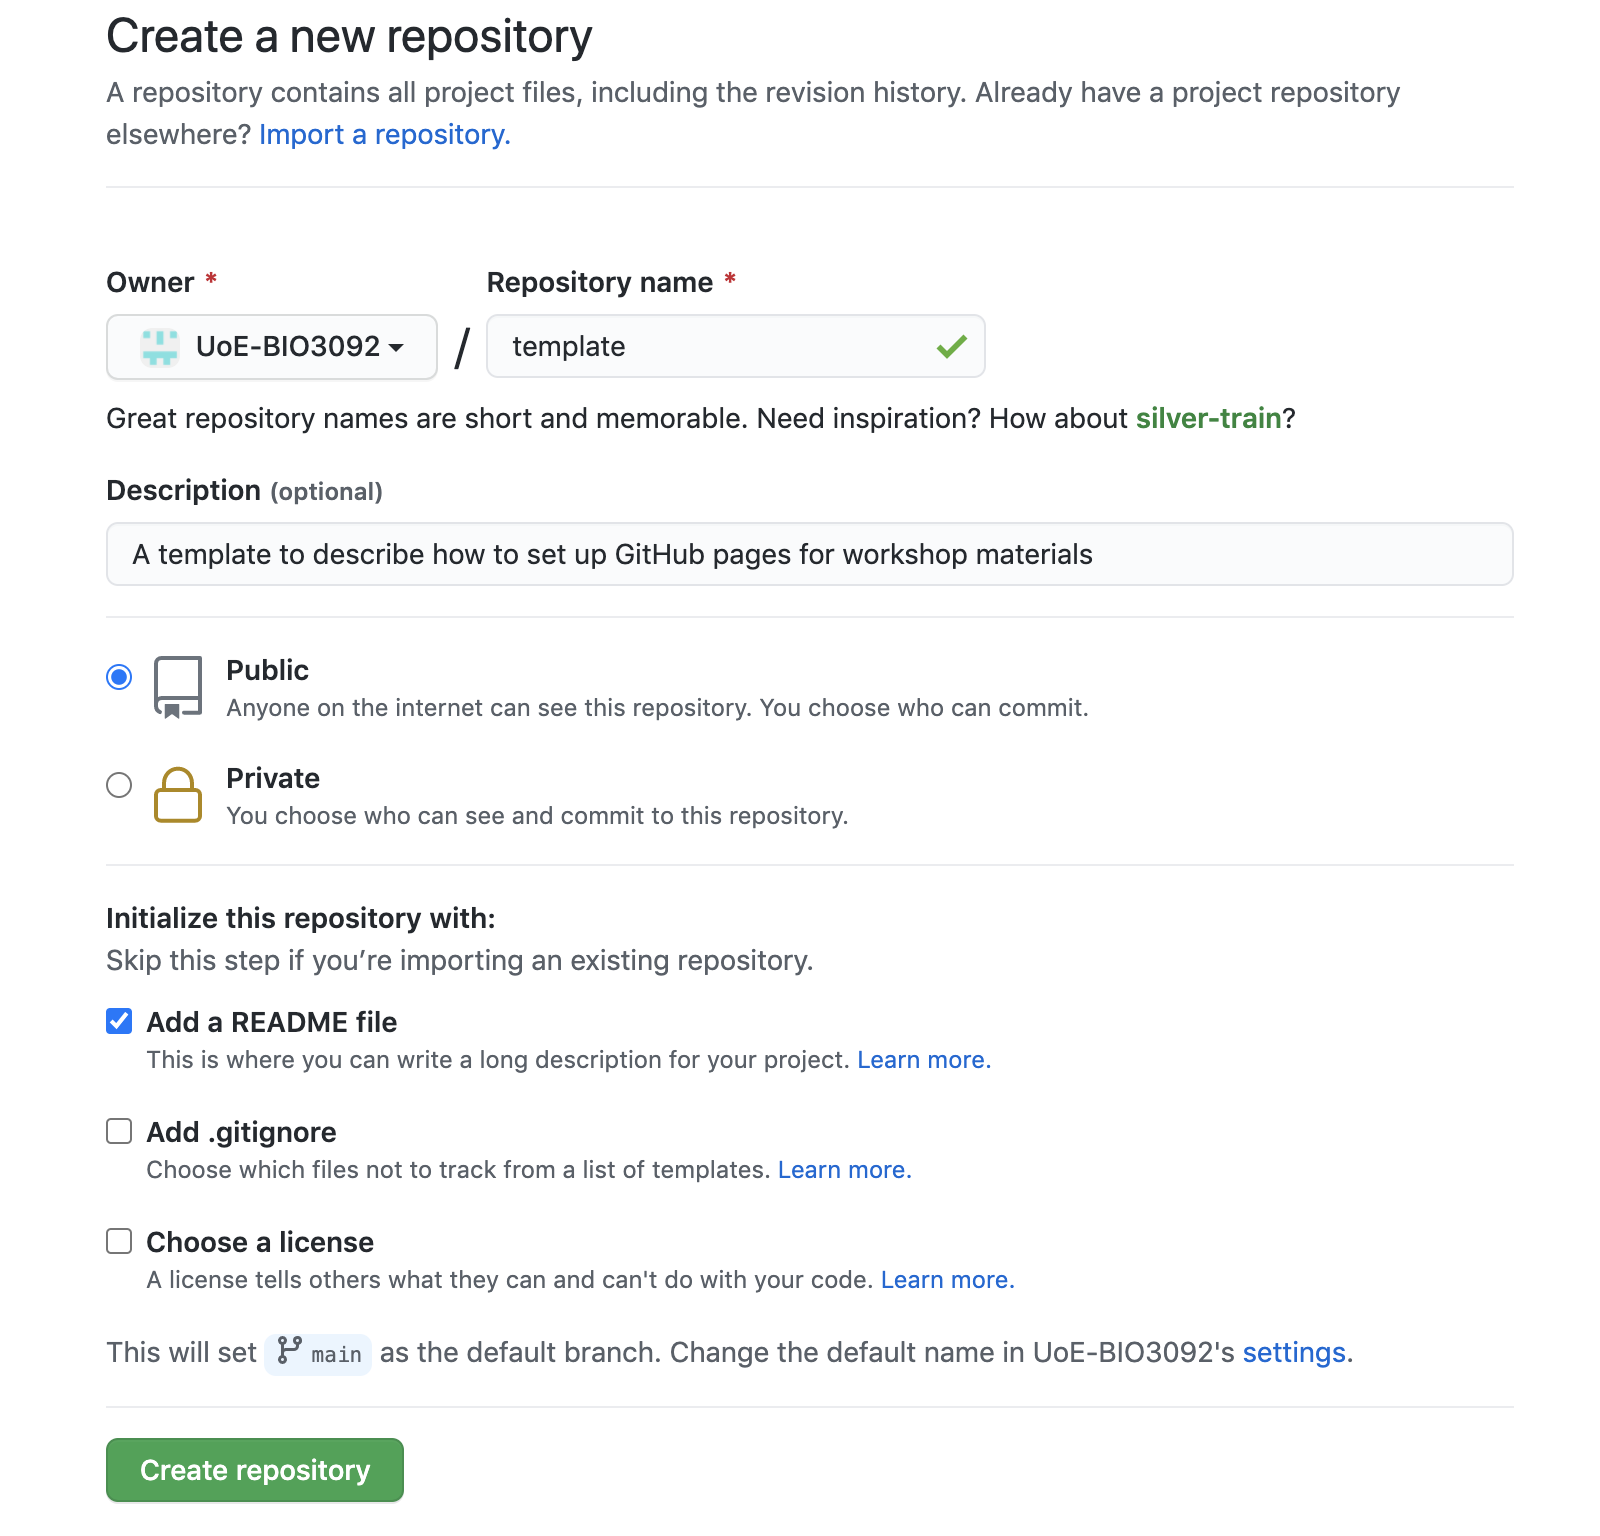 Create a new repository
A repository contains all project files, including the revision history. Already have a project repository
elsewhere? Import a repository.
Owner *
Repository name *
UoE-BIO3092 / template
Great repository names are short and memorable. Need inspiration? How about silver-train?
Description (optional)
A template to describe how to set up GitHub pages for workshop materials
Public
Anyone on the internet can see this repository. You choose who can commit.
Private
You choose who can see and commit to this repository.
Initialize this repository with:
Skip this step if you’re importing an existing repository.
Add a README file
This is where you can write a long description for your project. Learn more.
Add .gitignore
Choose which files not to track from a list of templates. Learn more.
Choose a license
A license tells others what they can and can't do with your code. Learn more.
This will set main as the default branch. Change the default name in UoE-BIO3092's settings.
Create repository